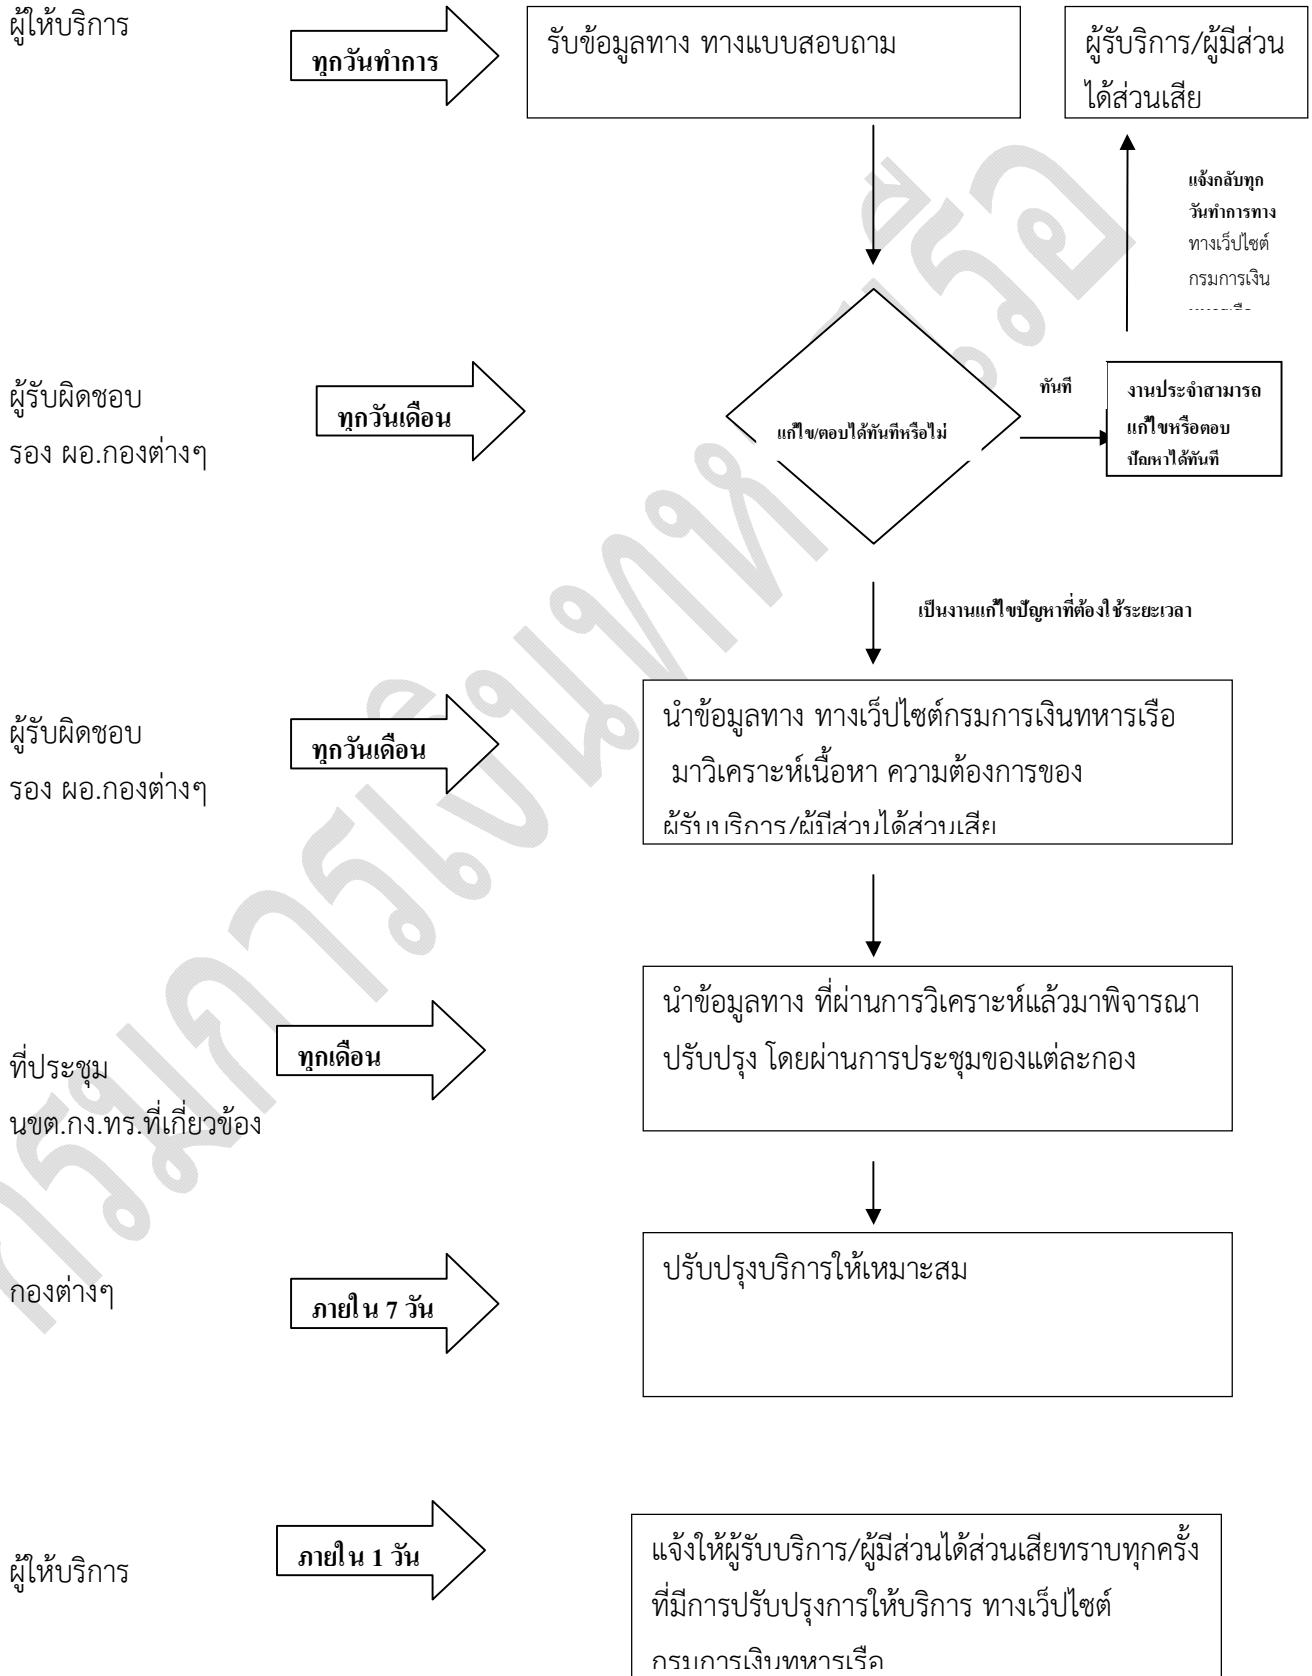 ผู้ให้บริการ
ทุกวันทำการ
รับข้อมูลทาง ทางแบบสอบถาม
ผู้รับริการ/ผู้มีส่วน
ได้ส่วนเสีย
แจ้งกลับทุก
วันทำการทาง
ทางเว็ปไซต์
กรมการเงิน
ผู้รับผิดชอบ
รอง ผอ.กองต่างๆ
ทุกวันเดือน
แก้ไข/ตอบได้ทันทีหรือไม่
ทันที
งานประจำสามารถ
แก้ไขหรือตอบ
ปัญหาได้ทันที
เป็นงานแก้ไขปัญหาที่ต้องใช้ระยะเวลา
ผู้รับผิดชอบ
รอง ผอ.กองต่างๆ
ทุกวันเดือน
นำข้อมูลทาง ทางเว็ปไซต์กรมการเงินทหารเรือ
มาวิเคราะห์เนื้อหา ความต้องการของ
ผู้รับบริการ/ผู้มีส่วนได้ส่วนเสีย
ที่ประชุม
นขต.กง.ทร.ที่เกี่ยวข้อง
ทุกเดือน
นำข้อมูลทาง ที่ผ่านการวิเคราะห์แล้วมาพิจารณา
ปรับปรุง โดยผ่านการประชุมของแต่ละกอง
กองต่างๆ
ภายใน 7 วัน
ปรับปรุงบริการให้เหมาะสม
ผู้ให้บริการ
ภายใน 1 วัน
แจ้งให้ผู้รับบริการ/ผู้มีส่วนได้ส่วนเสียทราบทุกครั้ง
ที่มีการปรับปรุงการให้บริการ ทางเว็ปไซต์
กรมการเงินทหารเรือ
กรมการเงินทหารเรือ